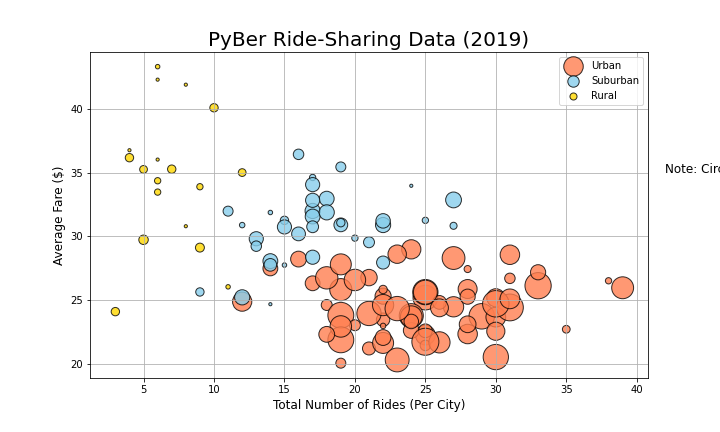 PyBer Ride-Sharing Data (2019)
Urban
Suburban
Rural
Note: Circ
Average Fare ($)
40
35
30
25
20
5 10 15 20 25 30 35 40
Total Number of Rides (Per City)